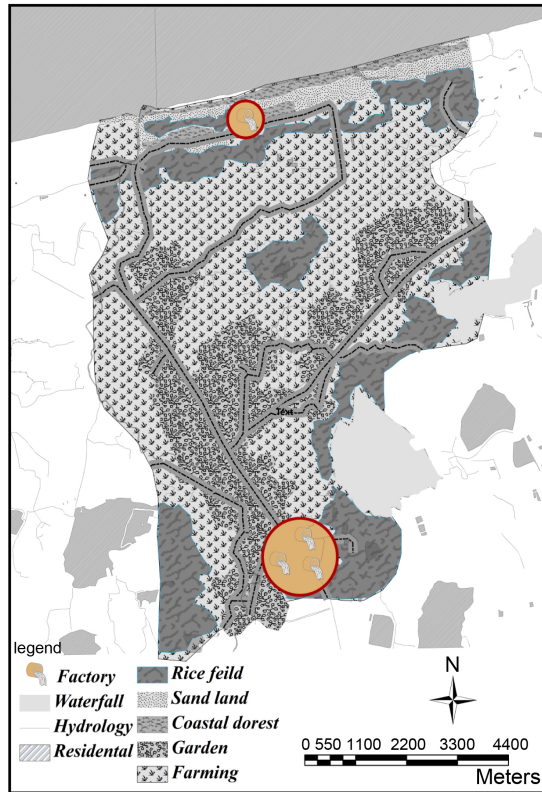 Text
legend
Factory
Waterfall
Hydrology
Residental
Rice feild
Sand land
Coastal dorest
Garden
Farming
N
0 550 1100 2200 3300 4400
Meters